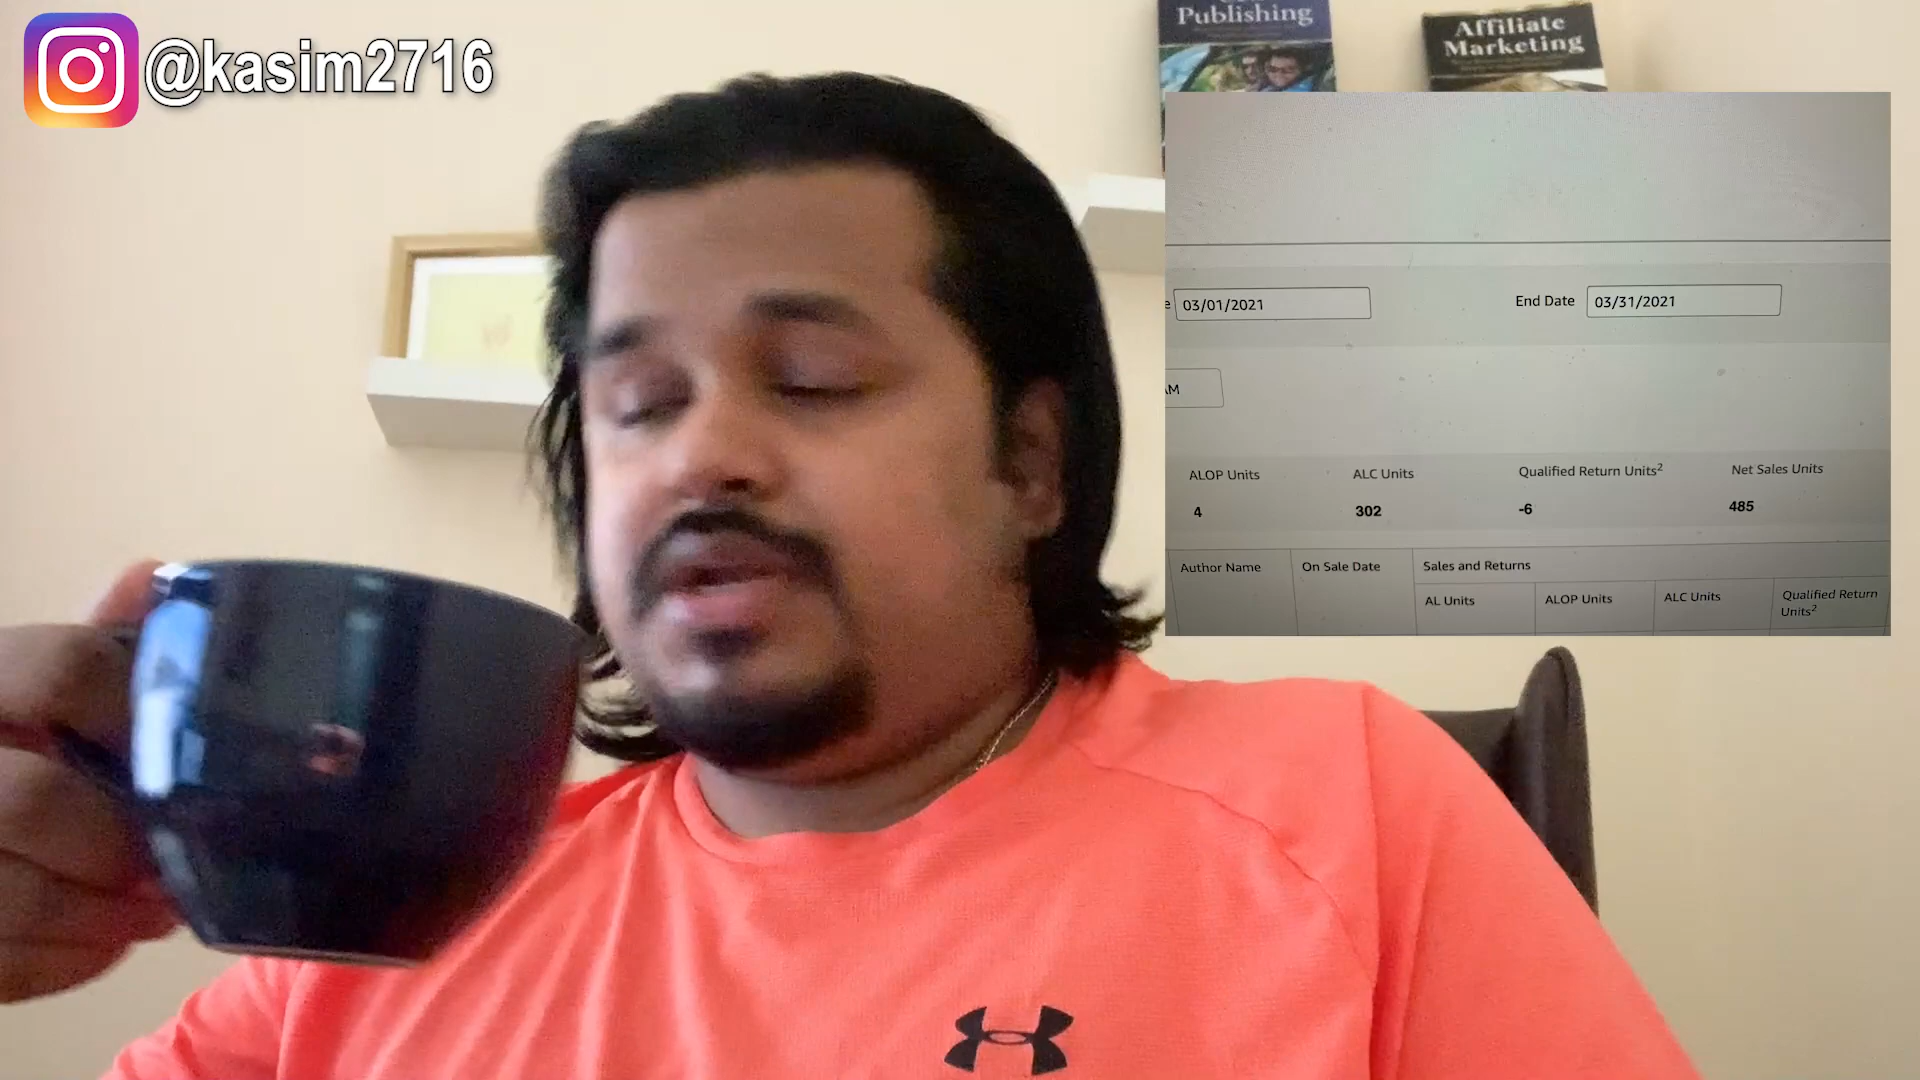 @kasim2716
Publishing
Affiliate
Marketing
03/01/2021
End Date
03/31/2021
ALOP Units
ALC Units
Qualified Return Units²
Net Sales Units
4
302
-6
485
Author Name
On Sale Date
Sales and Returns
AL Units
ALOP Units
ALC Units
Qualified Return
Units²